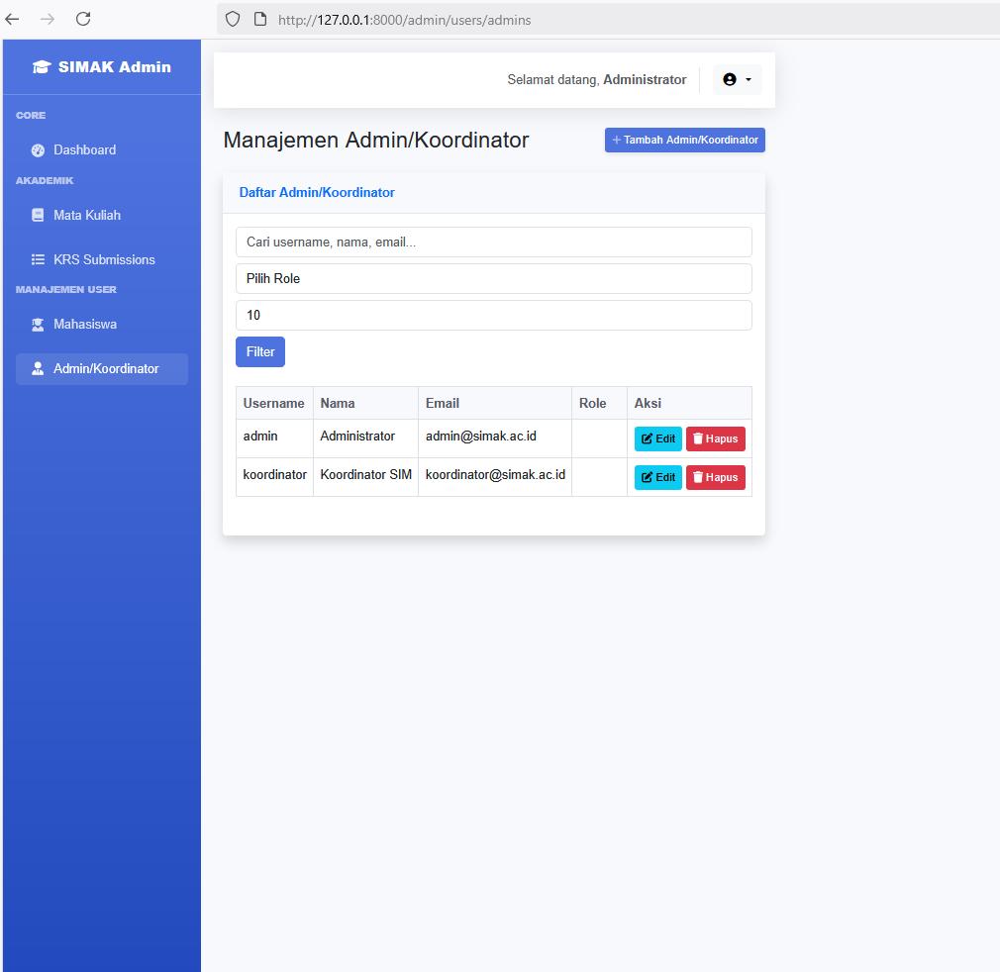 http://127.0.0.1:8000/admin/users/admins
SIMAK Admin
CORE
Dashboard
AKADEMIK
Mata Kuliah
KRS Submissions
MANAJEMEN USER
Mahasiswa
Admin/Koordinator
Selamat datang, Administrator
Manajemen Admin/Koordinator
+ Tambah Admin/Koordinator
Daftar Admin/Koordinator
Cari username, nama, email...
Pilih Role
10
Filter
Username Nama Email Role Aksi
admin Administrator admin@simak.ac.id Edit Hapus
koordinator Koordinator SIM koordinator@simak.ac.id Edit Hapus